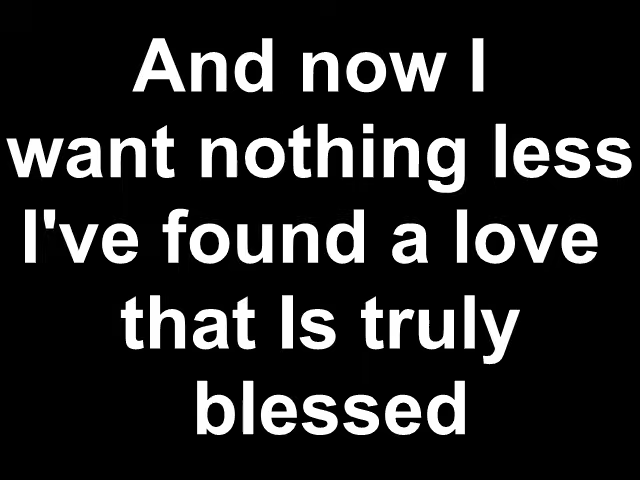 And now I
want nothing less
I've found a love
that Is truly
blessed